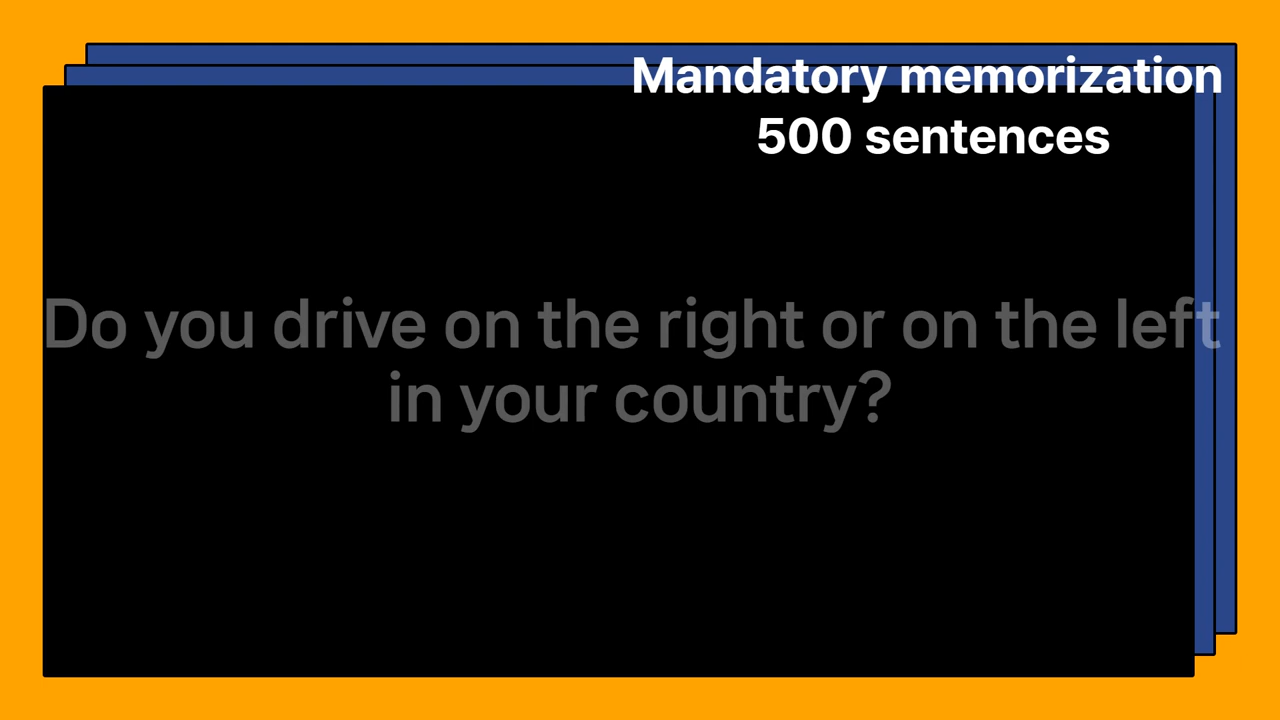 Mandatory memorization
500 sentences
Do you drive on the right or on the left
in your country?